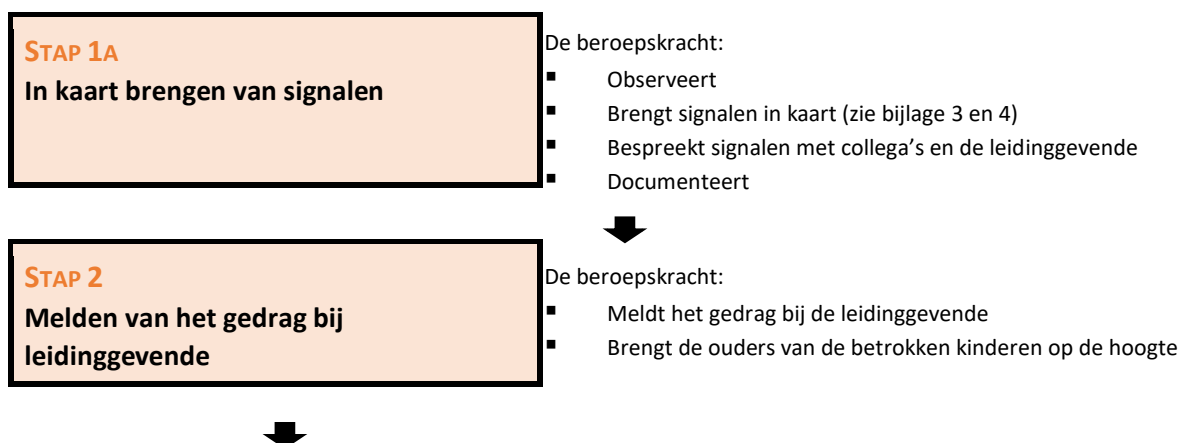 STAP 1A
In kaart brengen van signalen
De beroepskracht:
▪ Observeert
▪ Brengt signalen in kaart (zie bijlage 3 en 4)
▪ Bespreekt signalen met collega’s en de leidinggevende
▪ Documenteert
STAP 2
Melden van het gedrag bij
leidinggevende
De beroepskracht:
▪ Meldt het gedrag bij de leidinggevende
▪ Brengt de ouders van de betrokken kinderen op de hoogte